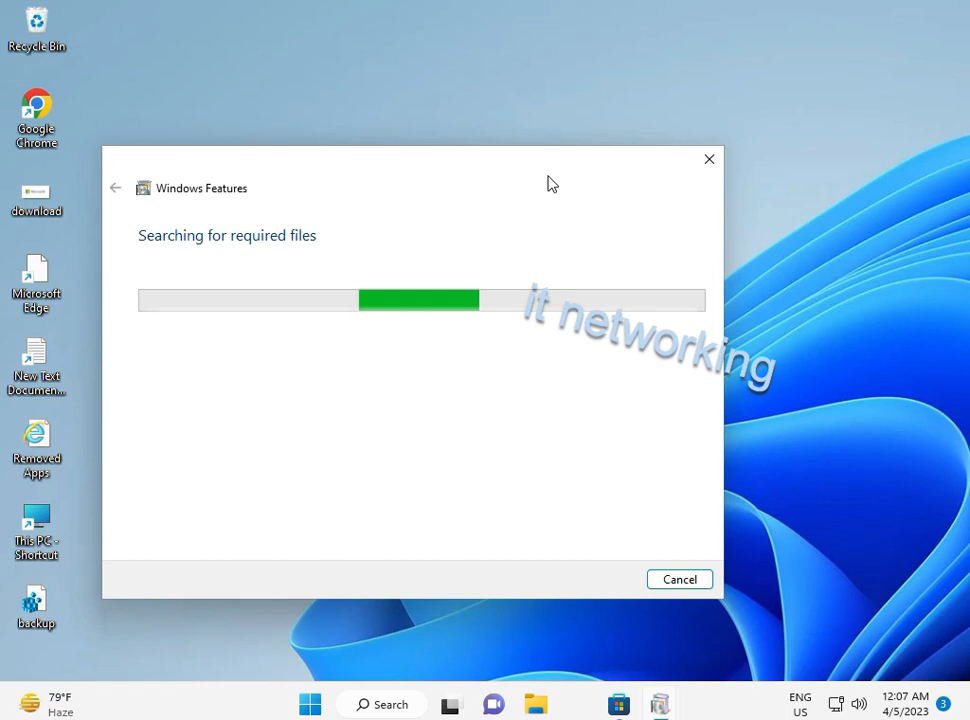 Recycle Bin
Google
Chrome
download
Microsoft
Edge
New Text
Documen...
Removed
Apps
This PC -
Shortcut
backup
Windows Features
Searching for required files
it networking
Cancel
79°F
Haze
Search
ENG
US
12:07 AM
4/5/2023
3